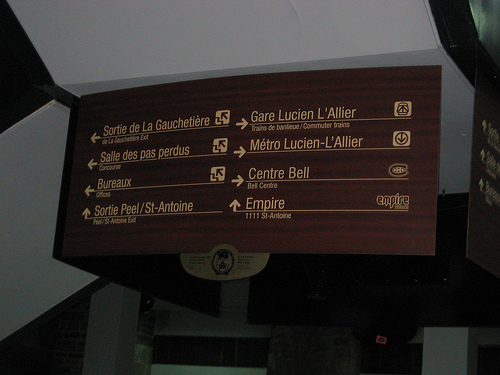 Sortie de La Gauchetière
de La Gauchetière Exit
Salle des pas perdus
Concourse
Bureaux
Offices
Sortie Peel/St-Antoine
Peel/St-Antoine Exit
Gare Lucien L'Allier
Trains de banlieue/Commuter trains
Métro Lucien-L'Allier
Centre Bell
Bell Centre
Empire
1111 St-Antoine
empire